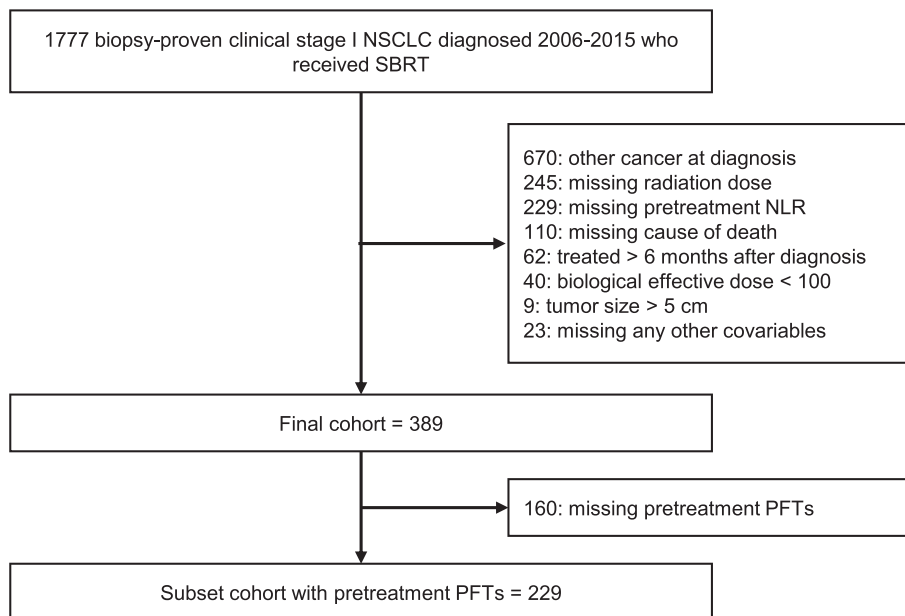 1777 biopsy-proven clinical stage I NSCLC diagnosed 2006-2015 who
received SBRT
670: other cancer at diagnosis
245: missing radiation dose
229: missing pretreatment NLR
110: missing cause of death
62: treated > 6 months after diagnosis
40: biological effective dose < 100
9: tumor size > 5 cm
23: missing any other covariables
Final cohort = 389
160: missing pretreatment PFTs
Subset cohort with pretreatment PFTs = 229